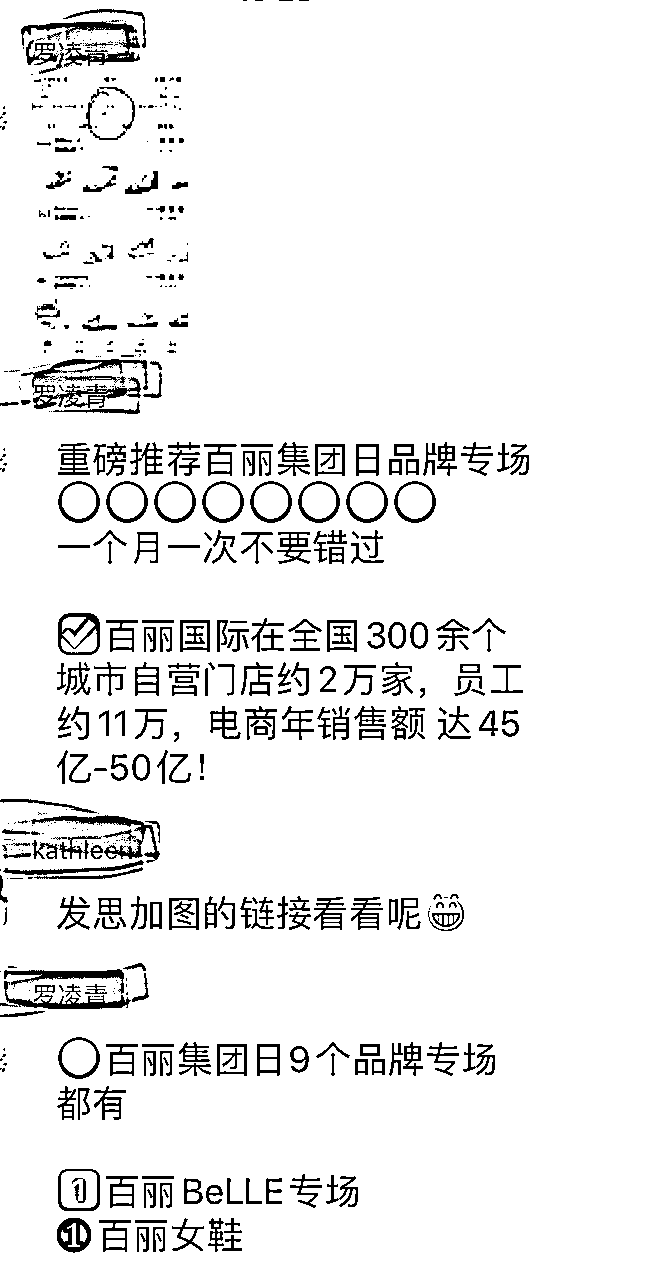 罗凌青
罗凌青
重磅推荐百丽集团日品牌专场
一个月一次不要错过
百丽国际在全国300余个
城市自营门店约2万家，员工
约11万，电商年销售额 达45
亿-50亿！
kathleen
发思加图的链接看看呢😁
罗凌青
⭕百丽集团日9个品牌专场
都有
百丽BeLLE专场
❶百丽女鞋